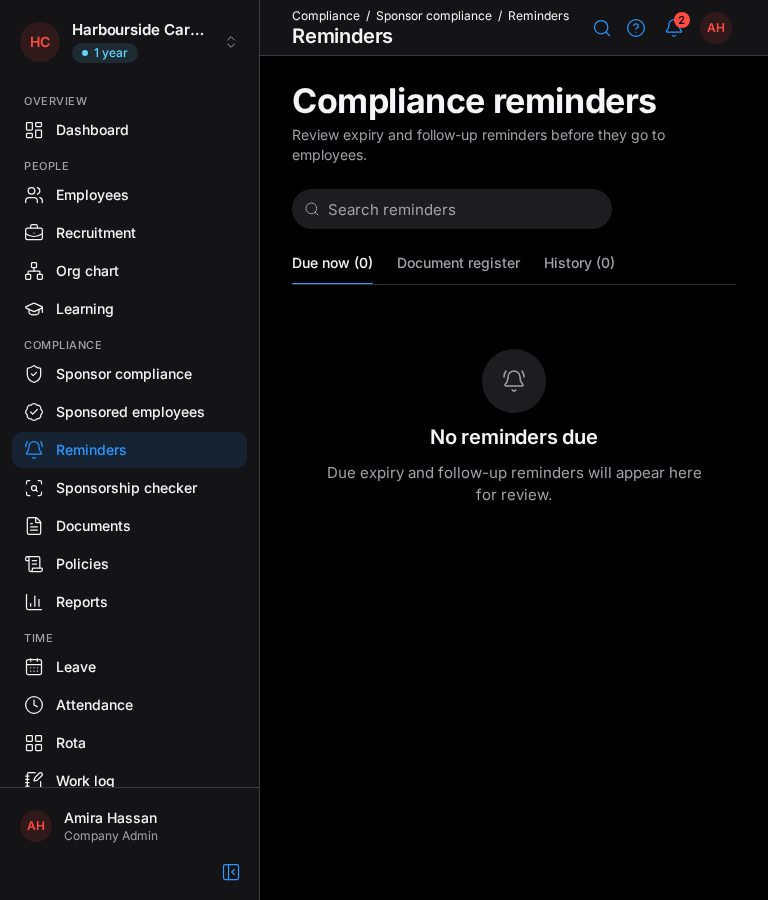 HC
Harbourside Car...
1 year
OVERVIEW
Dashboard
PEOPLE
Employees
Recruitment
Org chart
Learning
COMPLIANCE
Sponsor compliance
Sponsored employees
Reminders
Sponsorship checker
Documents
Policies
Reports
TIME
Leave
Attendance
Rota
Work log
AH
Amira Hassan
Company Admin
Compliance / Sponsor compliance / Reminders
Reminders
2
AH
Compliance reminders
Review expiry and follow-up reminders before they go to
employees.
Search reminders
Due now (0)
Document register
History (0)
No reminders due
Due expiry and follow-up reminders will appear here
for review.